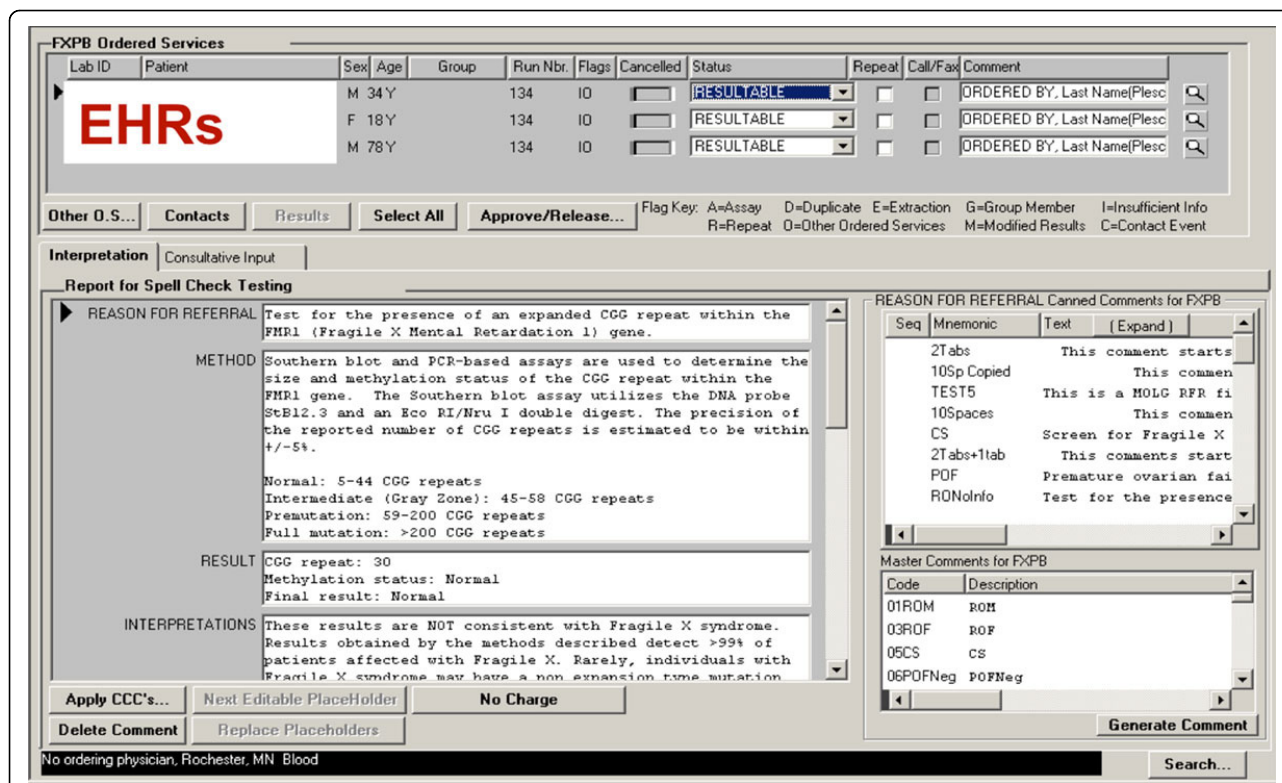 FXPB Ordered Services
Lab ID Patient Sex Age Group Run Nbr. Flags Cancelled Status Repeat Call/Fax Comment
EHRs
M 34Y 134 IO RESULTABLE ORDERED BY, Last Name(Plesc
F 18Y 134 IO RESULTABLE ORDERED BY, Last Name(Plesc
M 78Y 134 IO RESULTABLE ORDERED BY, Last Name(Plesc
Other O.S... Contacts Results Select All Approve/Release...
Flag Key: A=Assay D=Duplicate E=Extraction G=Group Member I=Insufficient Info
R=Repeat O=Other Ordered Services M=Modified Results C=Contact Event
Interpretation Consultative Input
Report for Spell Check Testing
REASON FOR REFERRAL
Test for the presence of an expanded CGG repeat within the
FMR1 (Fragile X Mental Retardation 1) gene.
METHOD
Southern blot and PCR-based assays are used to determine the
size and methylation status of the CGG repeat within the
FMR1 gene. The Southern blot assay utilizes the DNA probe
StB12.3 and an Eco RI/Nru I double digest. The precision of
the reported number of CGG repeats is estimated to be within
+/-5%.
Normal: 5-44 CGG repeats
Intermediate (Gray Zone): 45-58 CGG repeats
Premutation: 59-200 CGG repeats
Full mutation: >200 CGG repeats
RESULT
CGG repeat: 30
Methylation status: Normal
Final result: Normal
INTERPRETATIONS
These results are NOT consistent with Fragile X syndrome.
Results obtained by the methods described detect >99% of
patients affected with Fragile X. Rarely, individuals with
Fragile X syndrome may have a non expansion type mutation
REASON FOR REFERRAL Canned Comments for FXPB
Seq Mnemonic Text (Expand)
2Tabs This comment starts
10Sp Copied This commen
TEST5 This is a MOLG RFR fi
10Spaces This commen
CS Screen for Fragile X
2Tabs+1tab This comments start
POF Premature ovarian fai
RONoInfo Test for the presence
Master Comments for FXPB
Code Description
01ROM ROM
03ROF ROF
05CS CS
06POFNeg POFNeg
Generate Comment
Apply CCC's... Next Editable PlaceHolder No Charge
Delete Comment Replace Placeholders
No ordering physician, Rochester, MN Blood
Search...